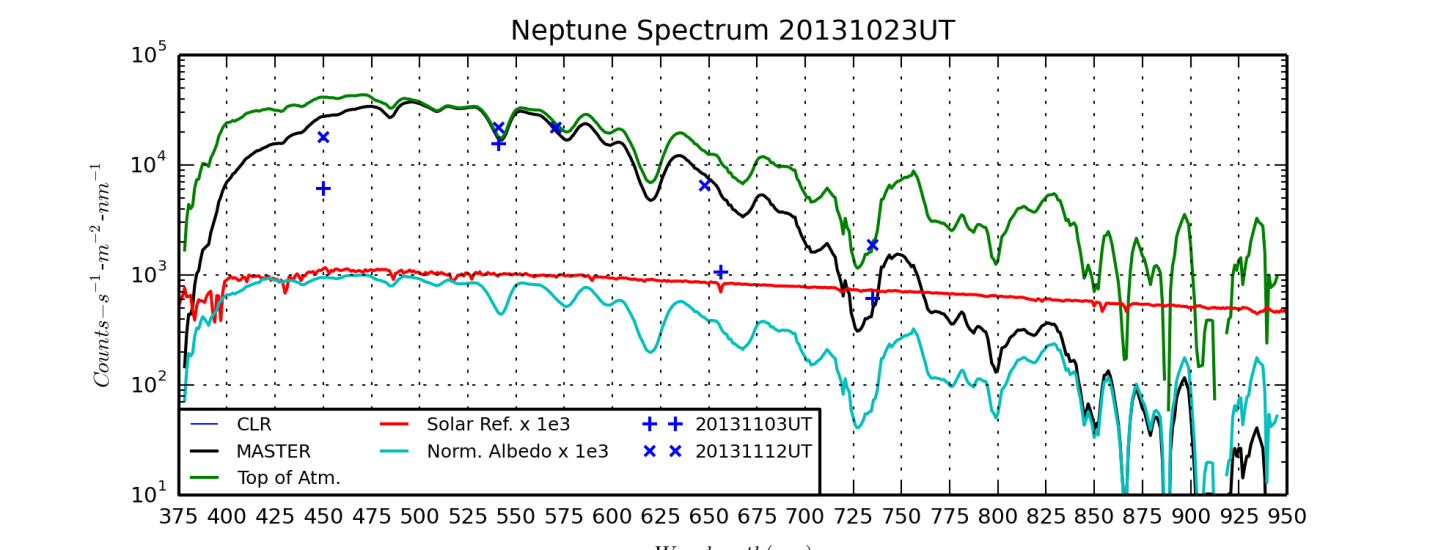 Neptune Spectrum 20131023UT
10^5
10^4
10^3
10^2
10^1
Counts−s^−1-m^−2-nm^−1
CLR
MASTER
Top of Atm.
Solar Ref. x 1e3
Norm. Albedo x 1e3
20131103UT
20131112UT
375 400 425 450 475 500 525 550 575 600 625 650 675 700 725 750 775 800 825 850 875 900 925 950